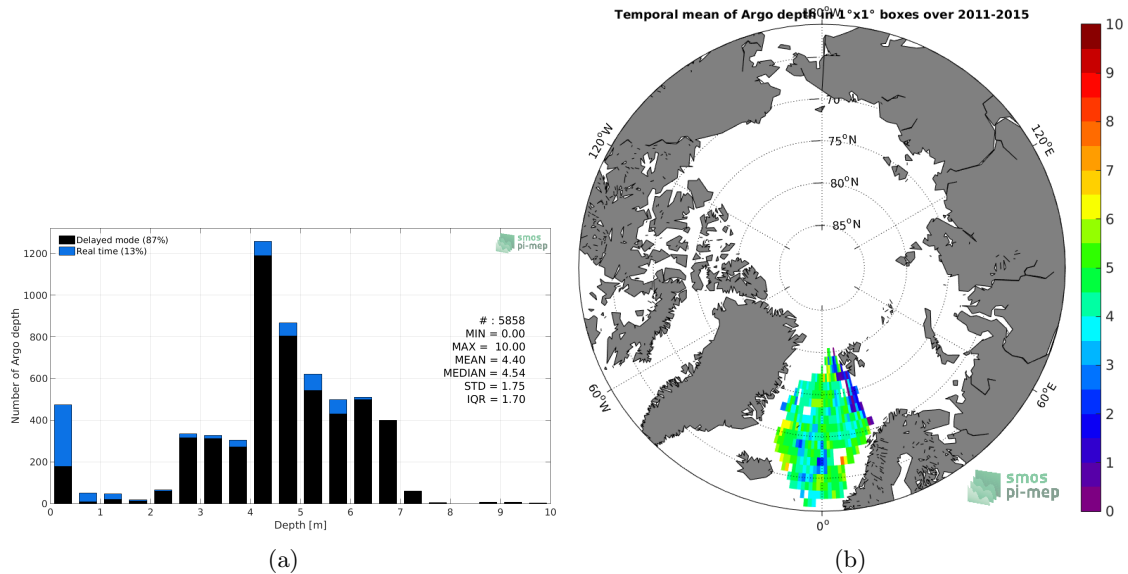 Delayed mode (87%)
Real time (13%)
smos
pi-mep
# : 5858
MIN = 0.00
MAX = 10.00
MEAN = 4.40
MEDIAN = 4.54
STD = 1.75
IQR = 1.70
Number of Argo depth
1200
1000
800
600
400
200
0
0 1 2 3 4 5 6 7 8 9 10
Depth [m]
(a)
Temporal mean of Argo depth in 1°x1° boxes over 2011-2015
180°W
120°W
120°E
60°W
60°E
0°
70°N
75°N
80°N
85°N
10
9
8
7
6
5
4
3
2
1
0
smos
pi-mep
(b)